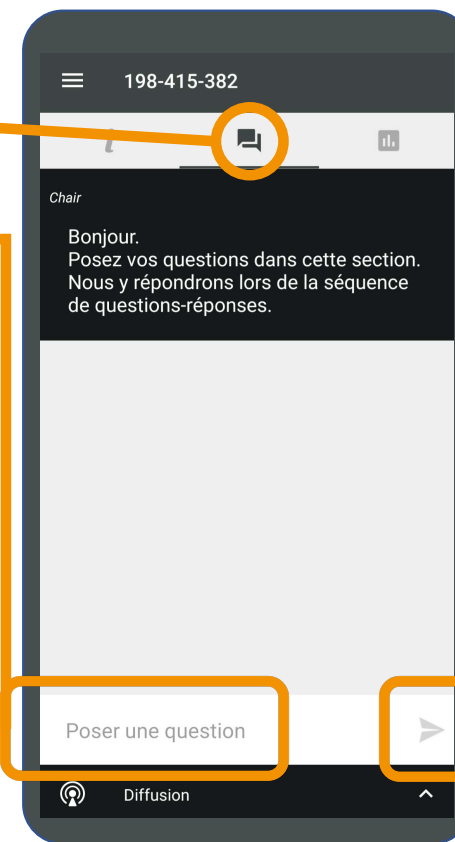 198-415-382
Chair
Bonjour.
Posez vos questions dans cette section.
Nous y répondrons lors de la séquence
de questions-réponses.
Poser une question
Diffusion